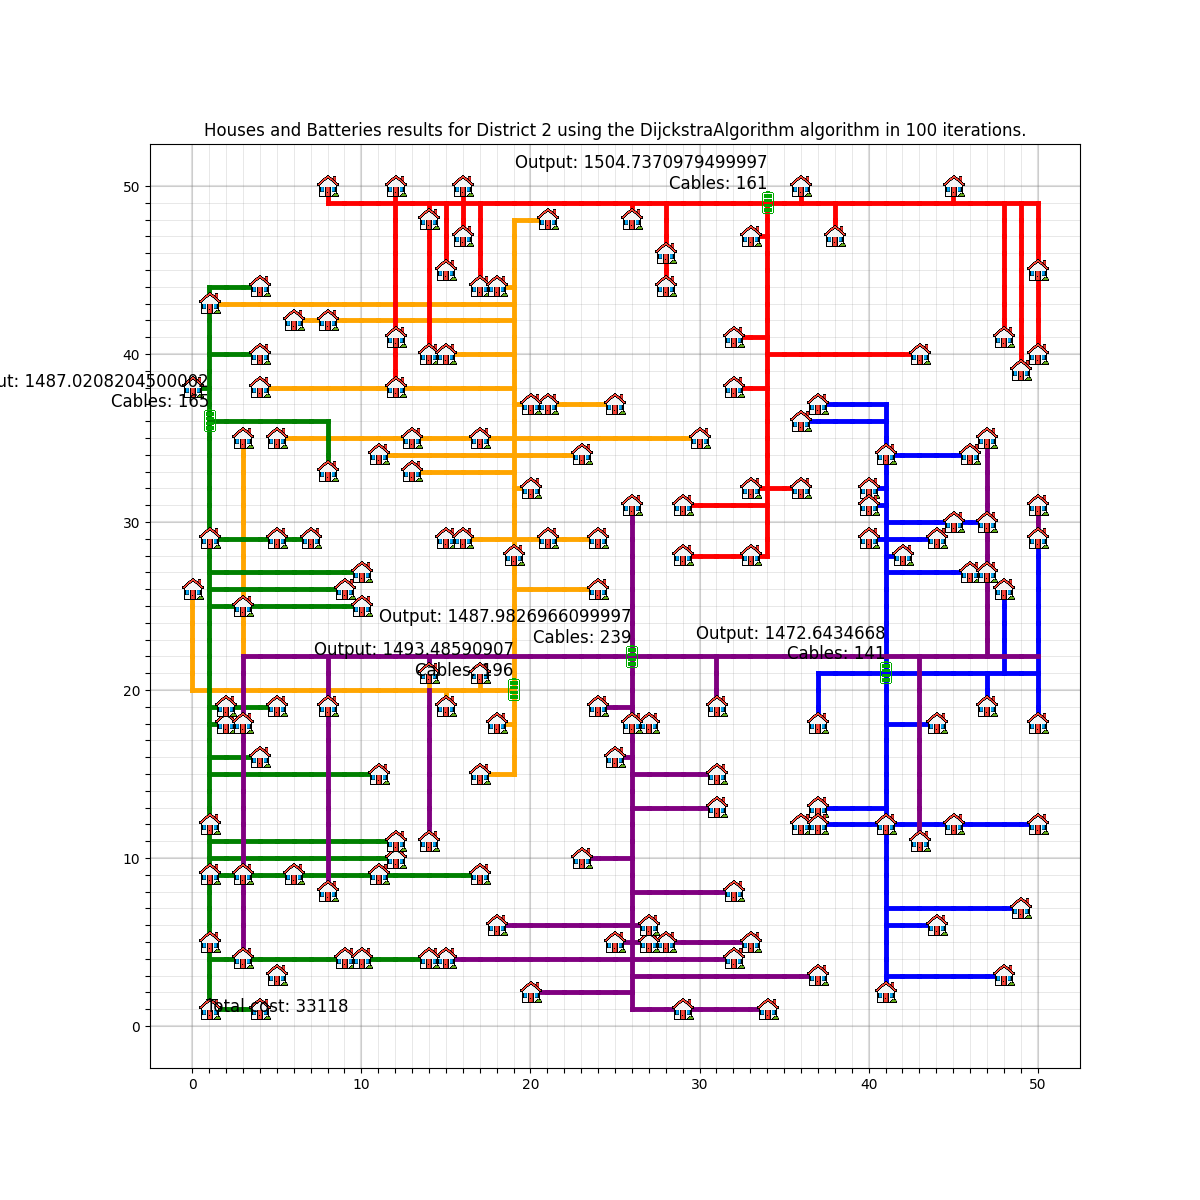 Houses and Batteries results for District 2 using the DijckstraAlgorithm algorithm in 100 iterations.
Output: 1504.7370979499997
Cables: 161
50
40
ut: 1487.0208204500002
Cables: 165
30
Output: 1487.9826966099997
Cables: 239
Output: 1472.6434668
Cables: 141
Output: 1493.48590907
Cables: 196
20
10
Total cost: 33118
0
0 10 20 30 40 50